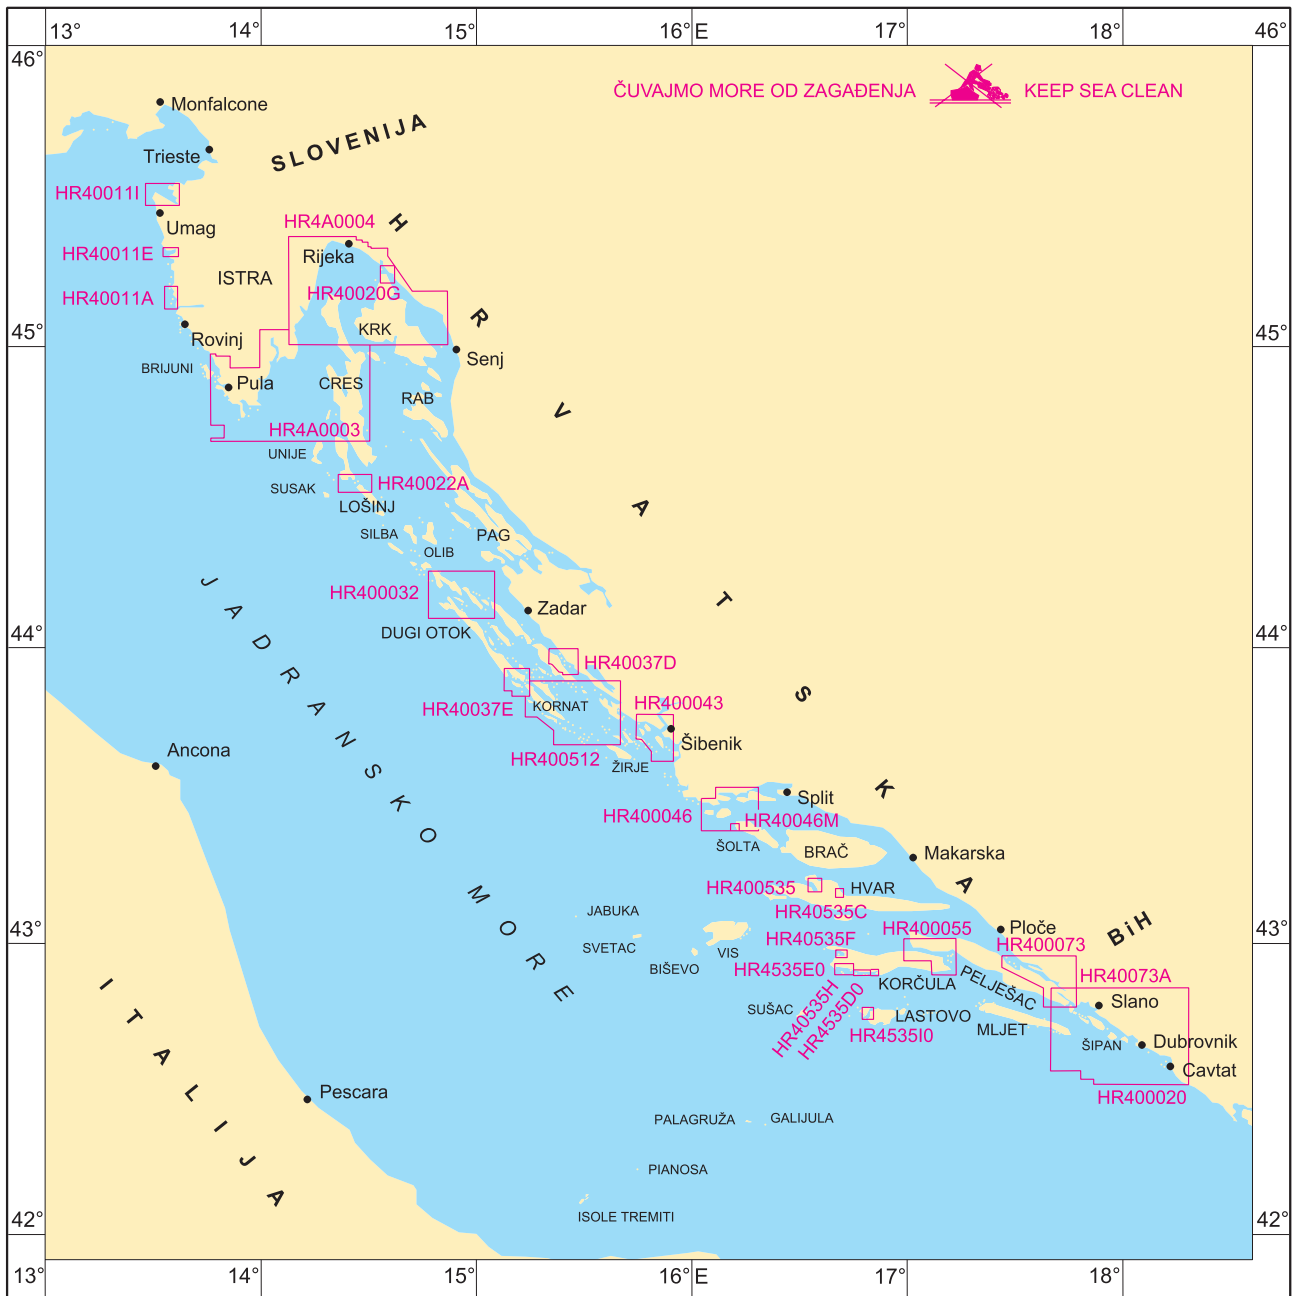 13° 14° 15° 16°E 17° 18°
46° 46°
ČUVAJMO MORE OD ZAGAĐENJA KEEP SEA CLEAN
Monfalcone
SLOVENIJA
Trieste
HR40011I
Umag
HR4A0004
HRVATSKA
HR40011E
Rijeka
ISTRA
HR40011A
HR40020G
KRK
45° 45°
Rovinj
Senj
BRIJUNI
Pula
CRES
RAB
HR4A0003
UNIJE
SUSAK
HR40022A
LOŠINJ
SILBA
PAG
OLIB
JADRANSKO MORE
HR400032
Zadar
DUGI OTOK
44° 44°
HR40037D
HR40037E
KORNAT
HR400043
Šibenik
HR400512
ŽIRJE
Ancona
Split
HR400046
HR40046M
ŠOLTA
BRAČ
Makarska
HR400535
HVAR
HR40535C
JABUKA
BiH
Ploče
HR400055
43° 43°
HR40535F
HR400073
SVETAC
VIS
BIŠEVO
HR4535E0
HR40073A
PELJEŠAC
KORČULA
ITALIJA
HR40535H
HR4535D0
SUŠAC
LASTOVO
Slano
MLJET
HR4535I0
ŠIPAN
Dubrovnik
Cavtat
Pescara
HR400020
PALAGRUŽA
GALIJULA
PIANOSA
ISOLE TREMITI
42° 42°
13° 14° 15° 16°E 17° 18°